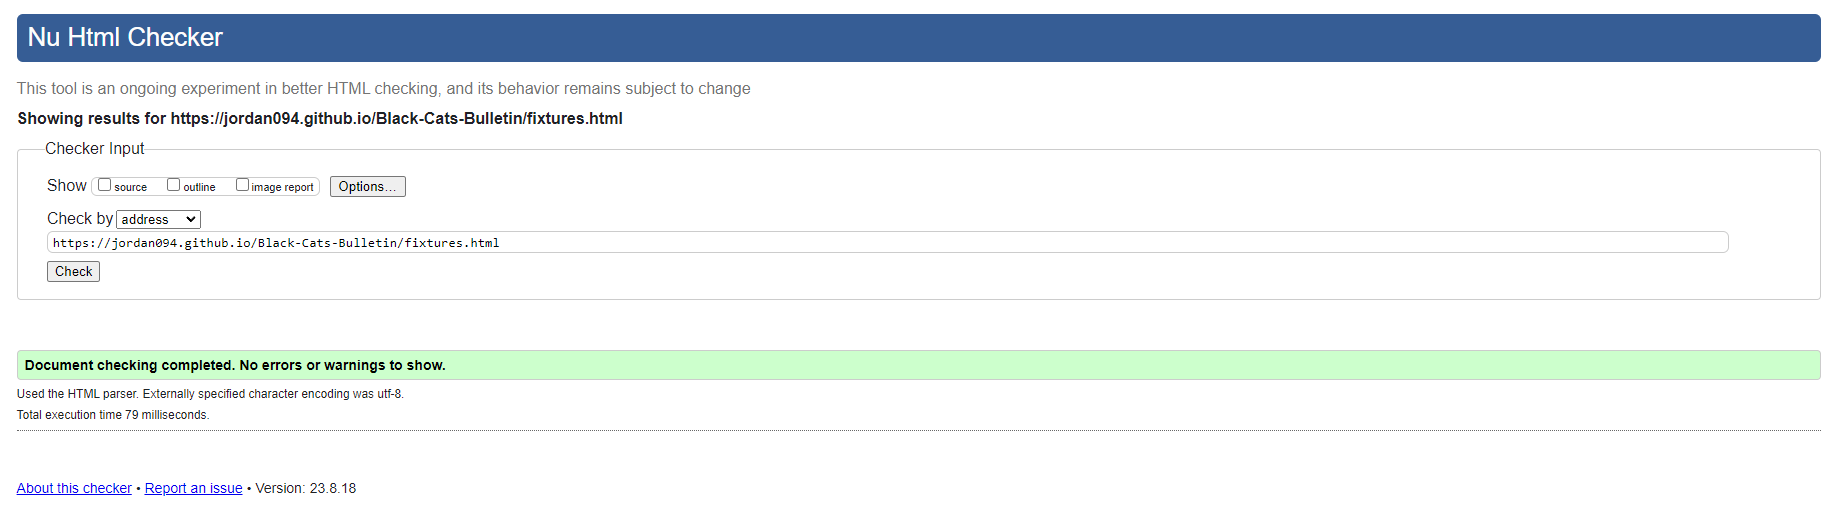 Nu Html Checker
This tool is an ongoing experiment in better HTML checking, and its behavior remains subject to change
Showing results for https://jordan094.github.io/Black-Cats-Bulletin/fixtures.html
Checker Input
Show source outline image report Options...
Check by address
https://jordan094.github.io/Black-Cats-Bulletin/fixtures.html
Check
Document checking completed. No errors or warnings to show.
Used the HTML parser. Externally specified character encoding was utf-8.
Total execution time 79 milliseconds.
About this checker • Report an issue • Version: 23.8.18